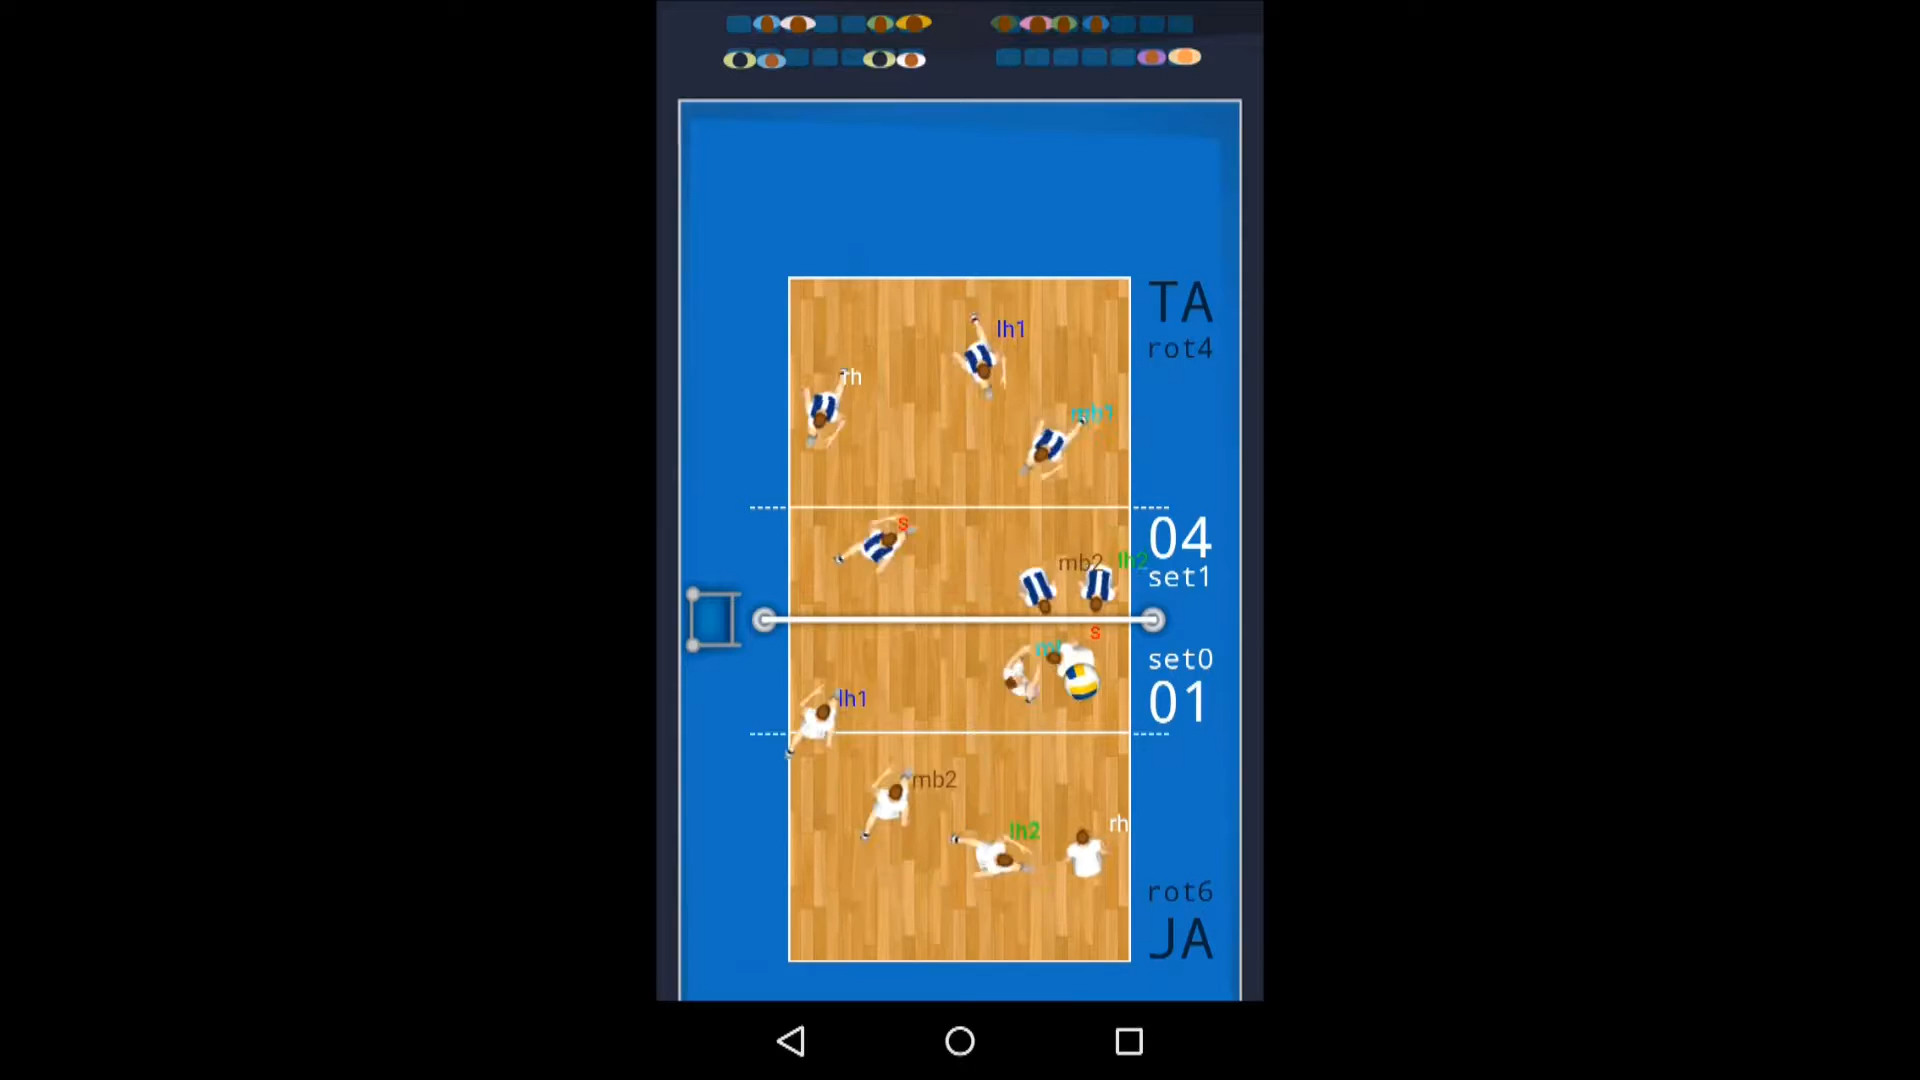 TA
lh1
rot4
rh
mb1
s
04
mb2
lh2
set1
s
set0
lh1
01
mb2
rh
lh2
rot6
JA